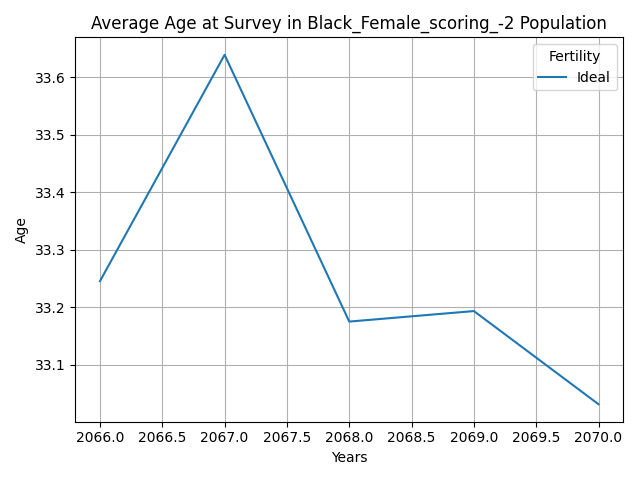 Average Age at Survey in Black_Female_scoring_-2 Population
Fertility
Ideal
33.6
33.5
33.4
33.3
33.2
33.1
Age
2066.0 2066.5 2067.0 2067.5 2068.0 2068.5 2069.0 2069.5 2070.0
Years